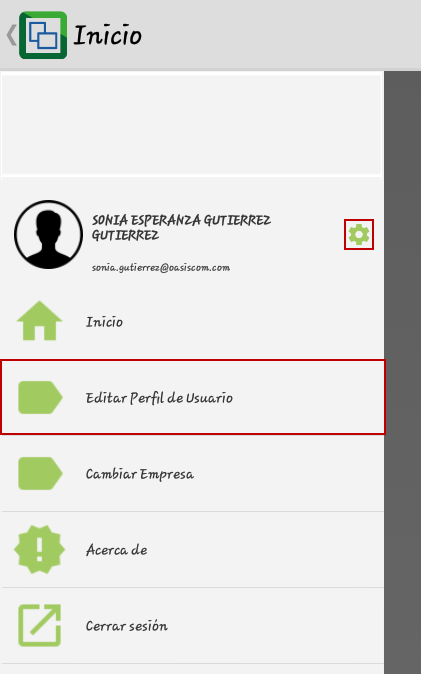 Inicio
SONIA ESPERANZA GUTIERREZ
GUTIERREZ
sonia.gutierrez@oasiscom.com
Inicio
Editar Perfil de Usuario
Cambiar Empresa
Acerca de
Cerrar sesión